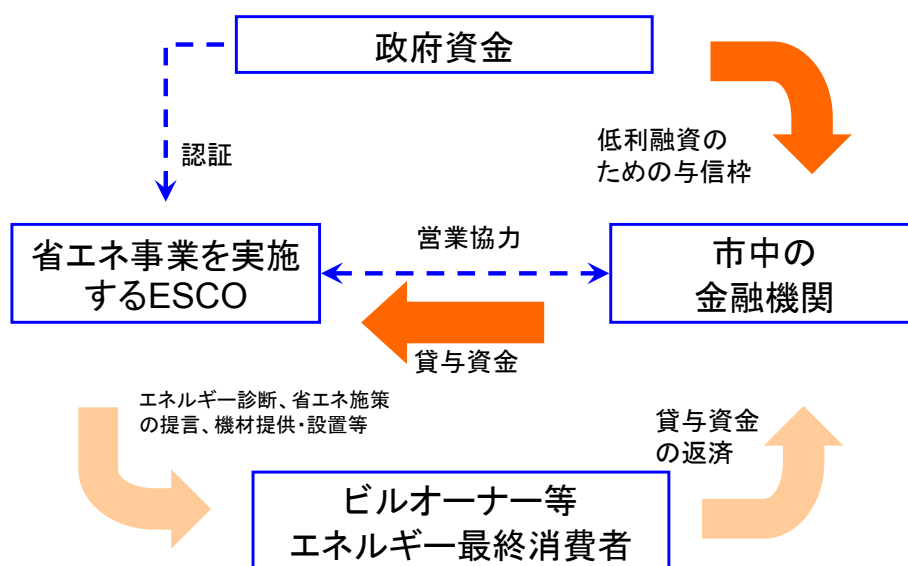 政府資金
認証
低利融資の
ための与信枠
省エネ事業を実施
するESCO
営業協力
市中の
金融機関
貸与資金
エネルギー診断、省エネ施策
の提言、機材提供・設置等
貸与資金
の返済
ビルオーナー等
エネルギー最終消費者